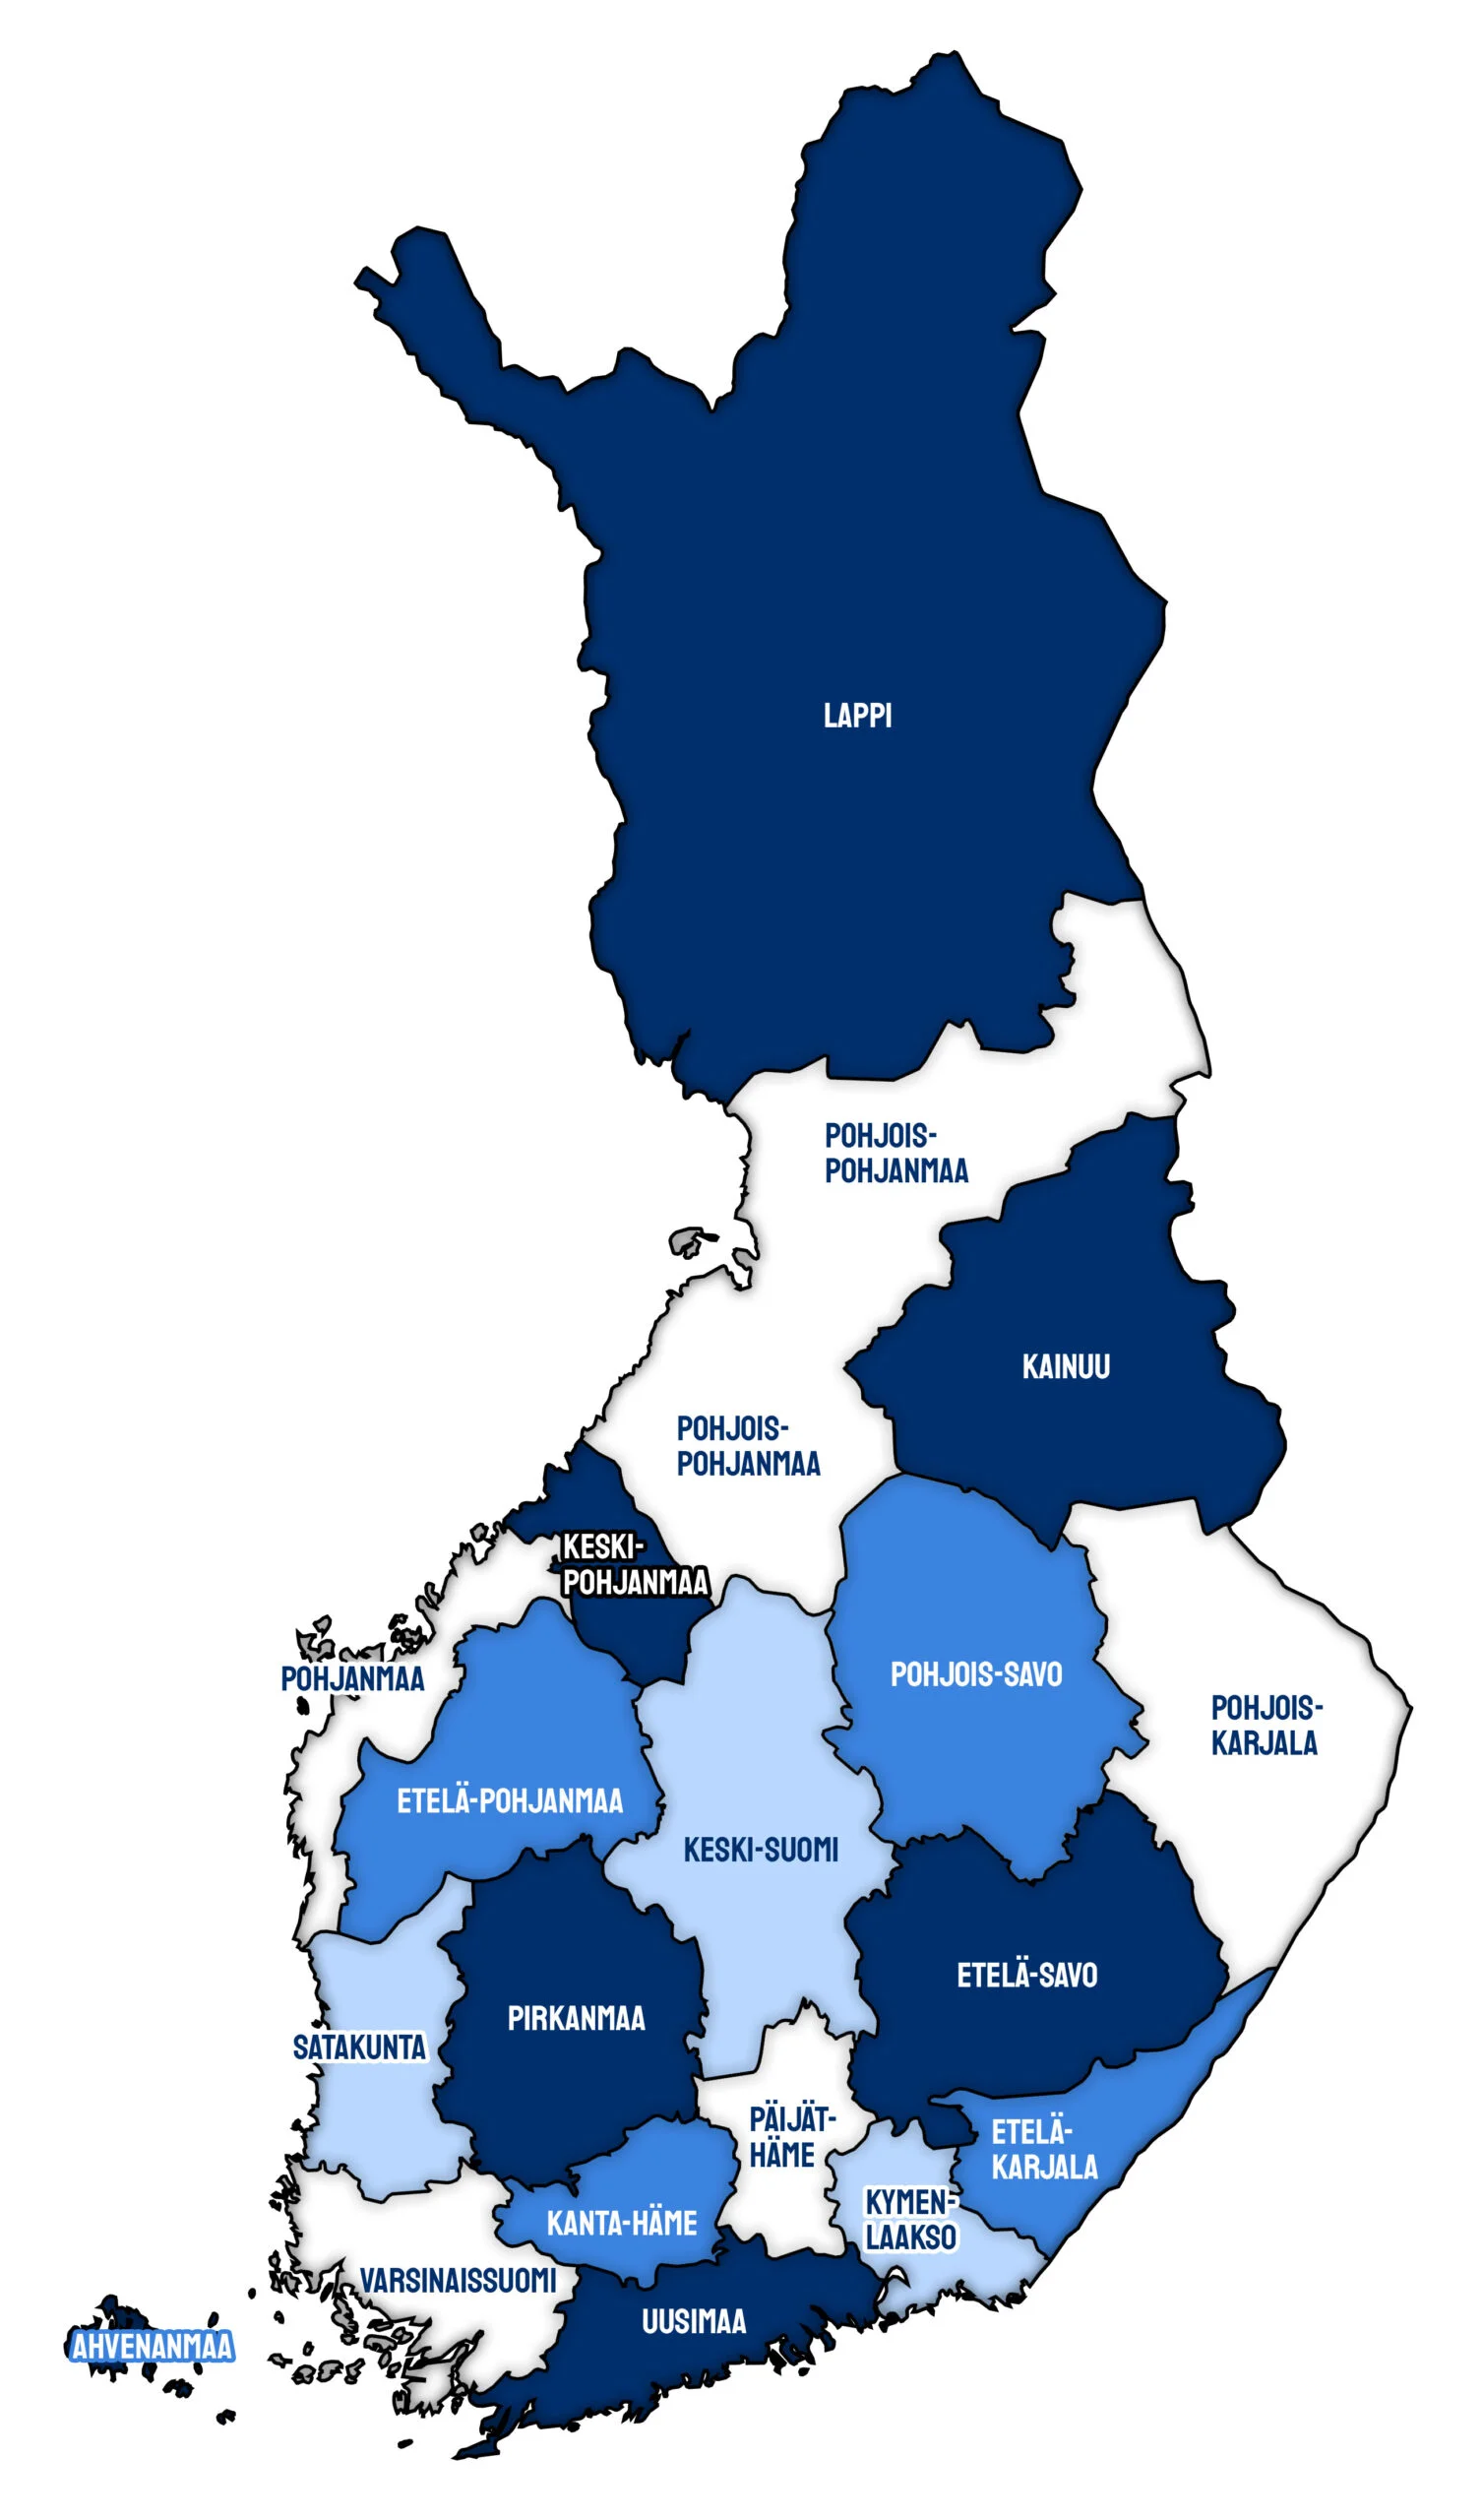 LAPPI
POHJOIS-
POHJANMAA
KAINUU
POHJOIS-
POHJANMAA
KESKI-
POHJANMAA
POHJANMAA
POHJOIS-SAVO
POHJOIS-
KARJALA
ETELÄ-POHJANMAA
KESKI-SUOMI
ETELÄ-SAVO
PIRKANMAA
SATAKUNTA
PÄIJÄT-
HÄME
ETELÄ-
KARJALA
KYMEN-
LAAKSO
KANTA-HÄME
VARSINAISSUOMI
UUSIMAA
AHVENANMAA